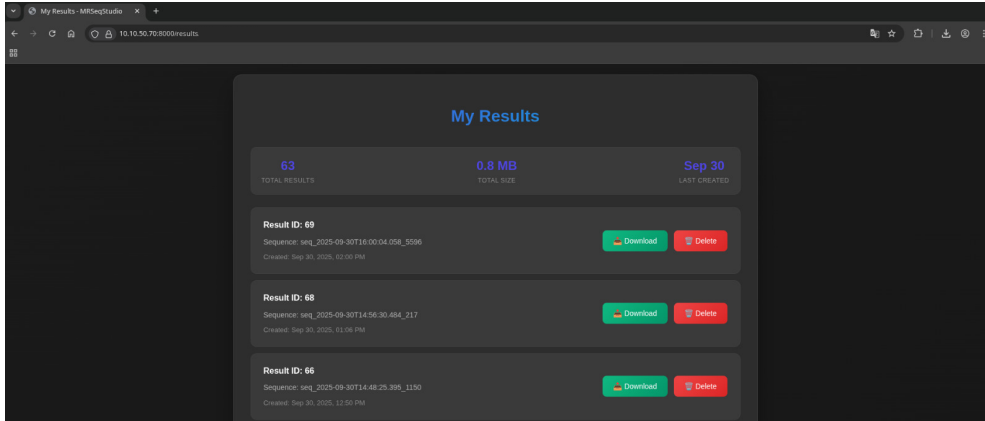 My Results - MRSeqStudio
10.10.50.70:8000/results
My Results
63
TOTAL RESULTS
0.8 MB
TOTAL SIZE
Sep 30
LAST CREATED
Result ID: 69
Sequence: seq_2025-09-30T16:00:04.058_5596
Created: Sep 30, 2025, 02:00 PM
Download
Delete
Result ID: 68
Sequence: seq_2025-09-30T14:56:30.484_217
Created: Sep 30, 2025, 01:06 PM
Download
Delete
Result ID: 66
Sequence: seq_2025-09-30T14:48:25.395_1150
Created: Sep 30, 2025, 12:50 PM
Download
Delete